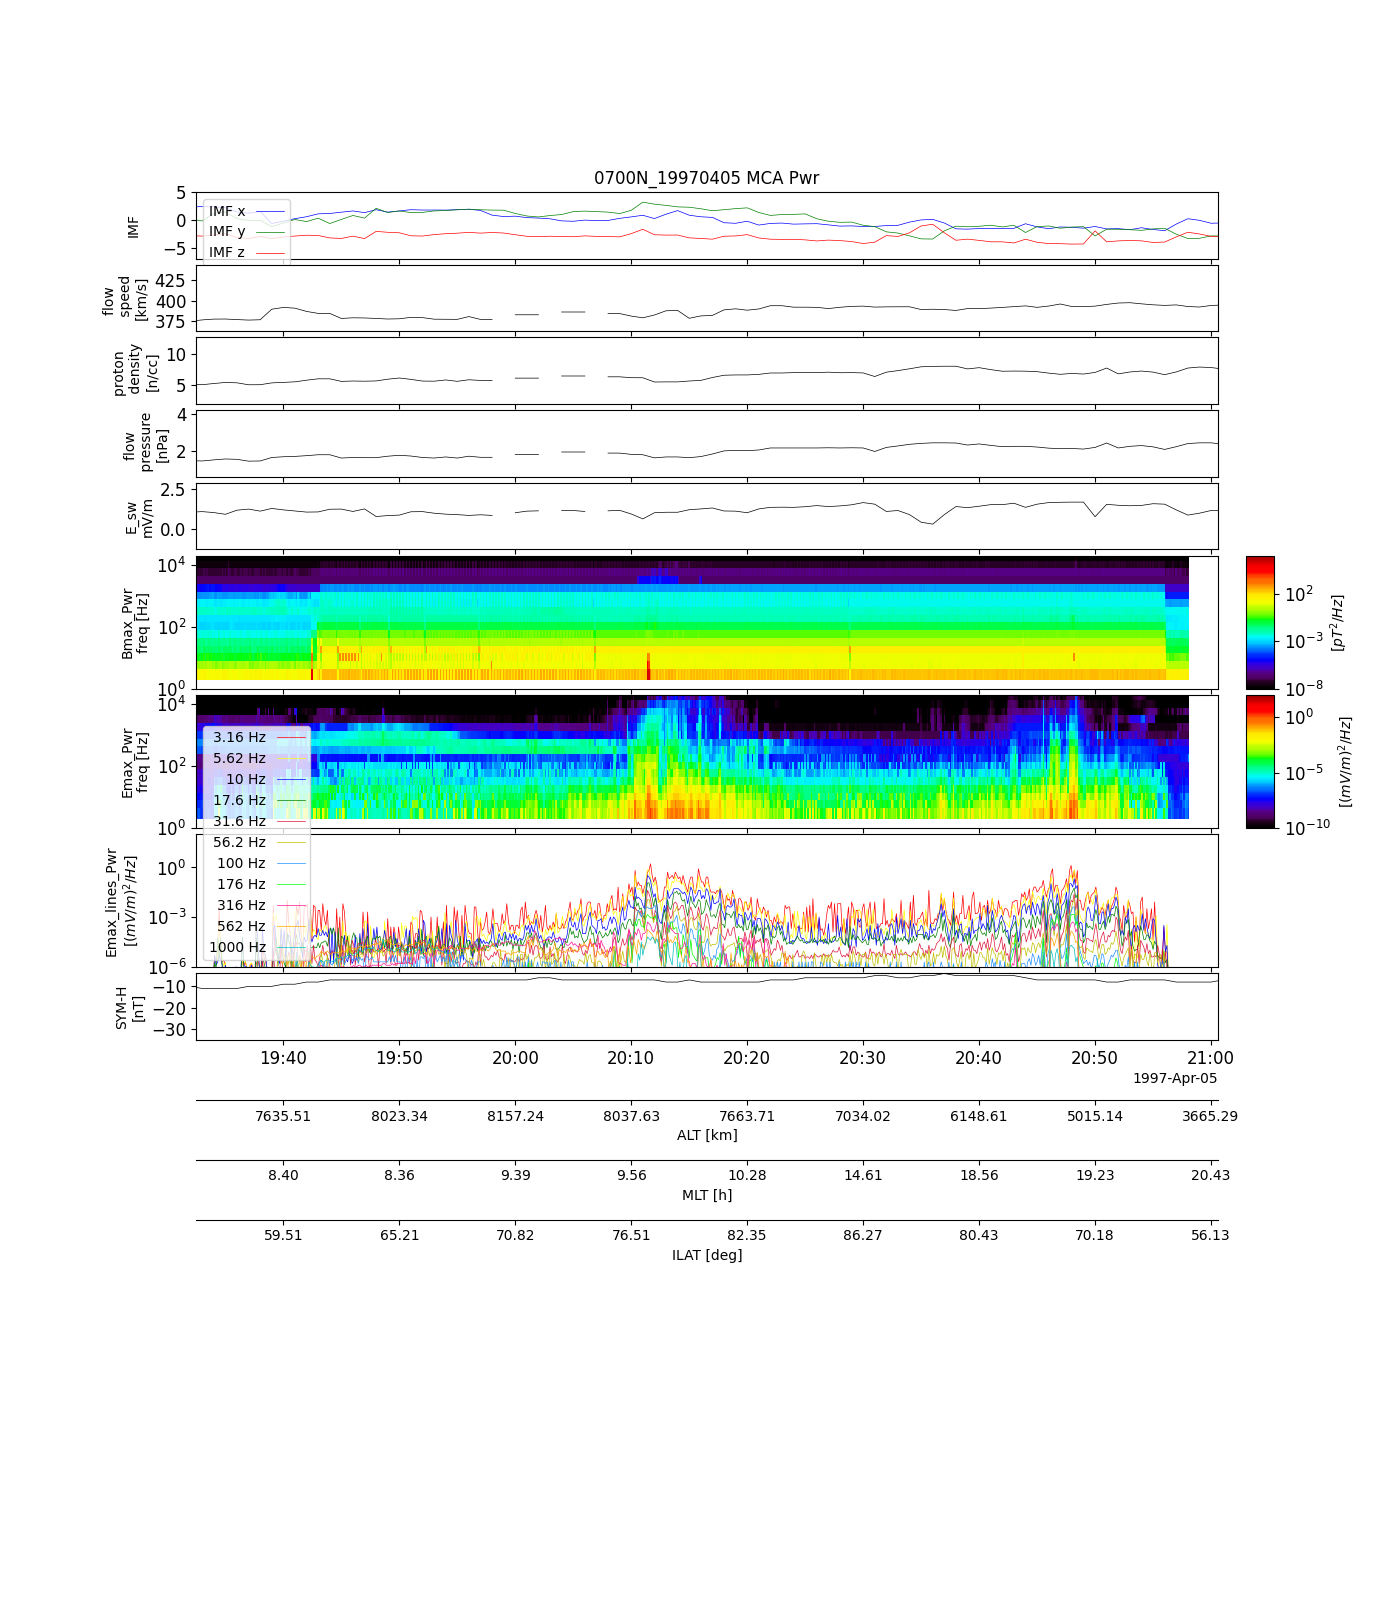 0700N_19970405 MCA Pwr
5
0
−5
IMF
IMF x
IMF y
IMF z
425
400
375
flow
speed
[km/s]
10
5
proton
density
[n/cc]
4
2
flow
pressure
[nPa]
2.5
0.0
E_sw
mV/m
10^4
10^2
10^0
Bmax_Pwr
freq [Hz]
10^2
10^−3
10^−8
[pT^2/Hz]
10^4
10^2
10^0
Emax_Pwr
freq [Hz]
10^0
10^−5
10^−10
[(mV/m)^2/Hz]
3.16 Hz
5.62 Hz
10 Hz
17.6 Hz
31.6 Hz
56.2 Hz
100 Hz
176 Hz
316 Hz
562 Hz
1000 Hz
10^0
10^−3
10^−6
Emax_lines_Pwr
[(mV/m)^2/Hz]
−10
−20
−30
SYM-H
[nT]
19:40 19:50 20:00 20:10 20:20 20:30 20:40 20:50 21:00
1997-Apr-05
7635.51 8023.34 8157.24 8037.63 7663.71 7034.02 6148.61 5015.14 3665.29
ALT [km]
8.40 8.36 9.39 9.56 10.28 14.61 18.56 19.23 20.43
MLT [h]
59.51 65.21 70.82 76.51 82.35 86.27 80.43 70.18 56.13
ILAT [deg]